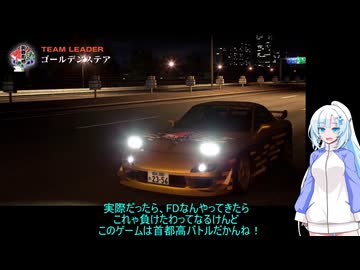 TEAM LEADER
ゴールデンステア
23-56
実際だったら、FDなんやってきたら
これゃ負けたわってなるけんど
このゲームは首都高バトルだかんね！